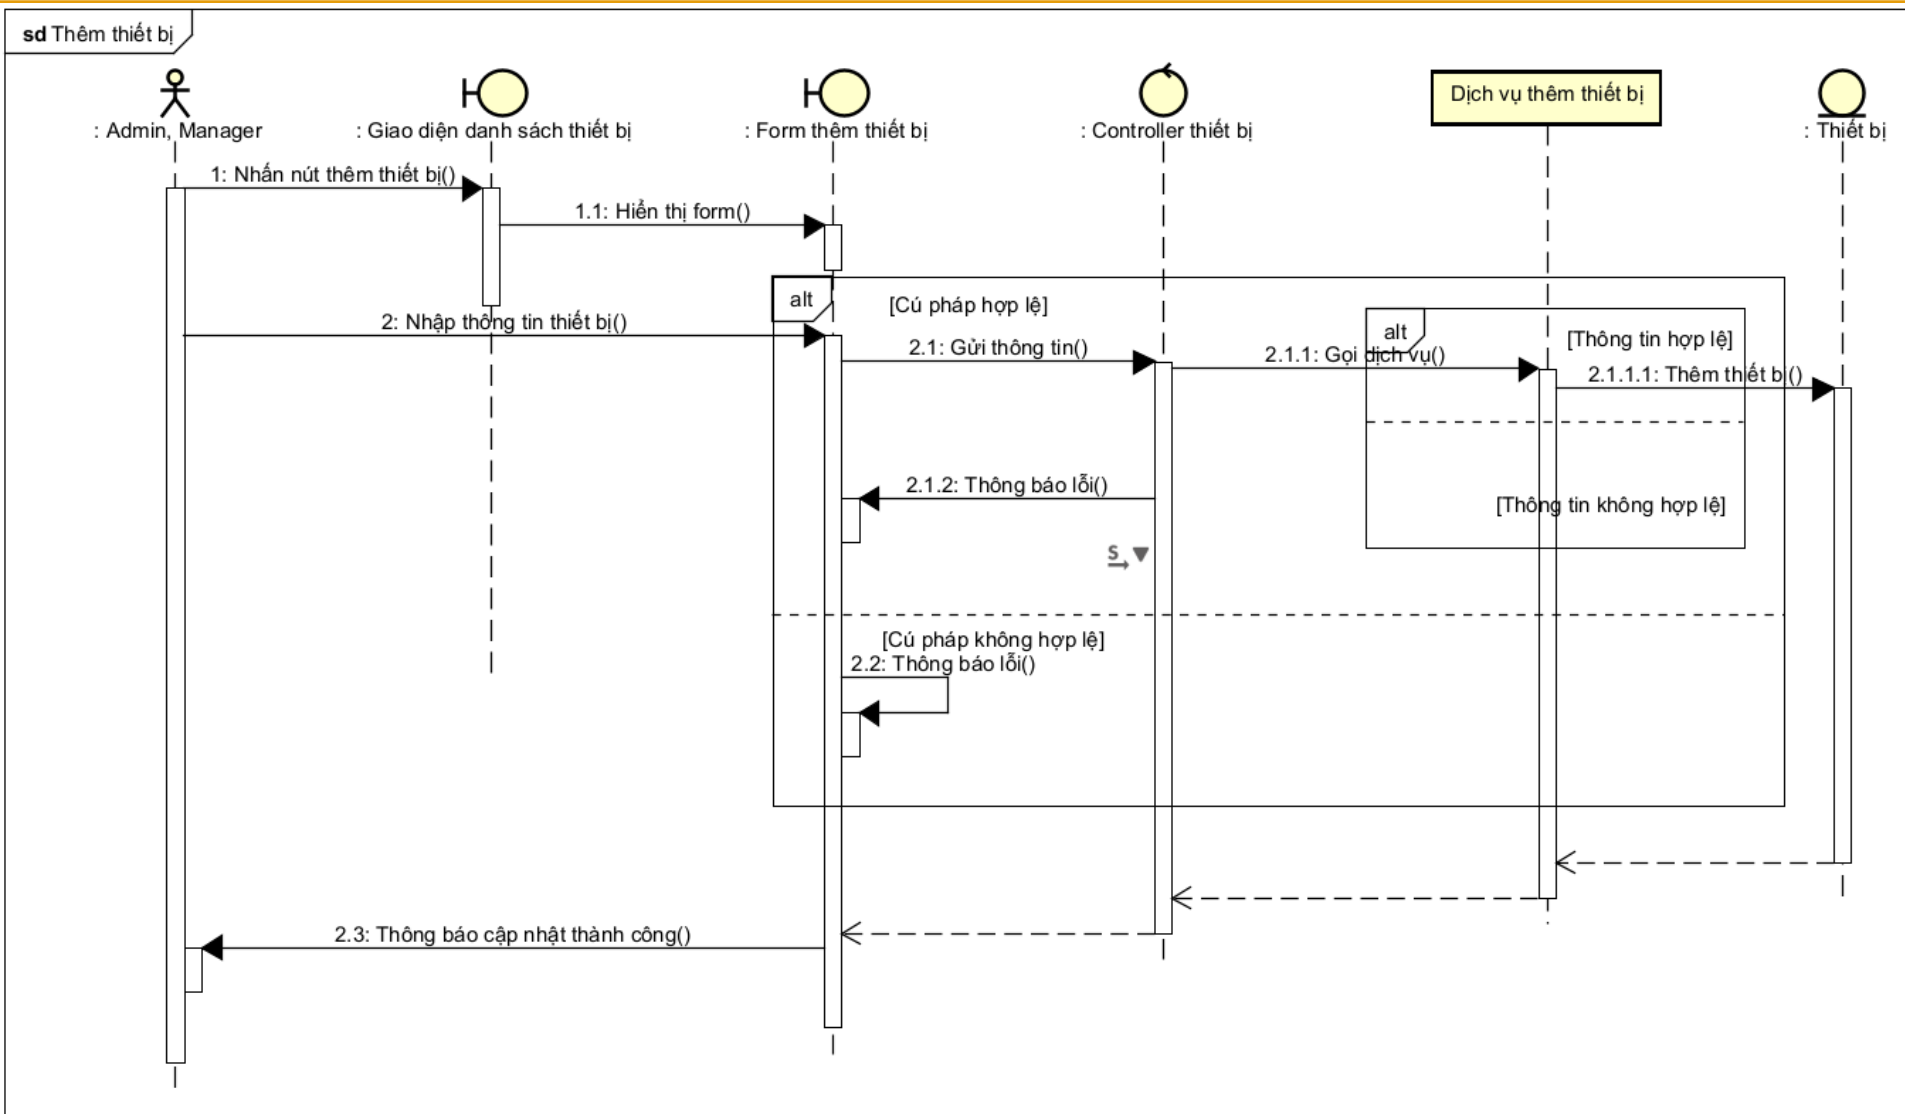 sd Thêm thiết bị
: Admin, Manager
: Giao diện danh sách thiết bị
: Form thêm thiết bị
: Controller thiết bị
Dịch vụ thêm thiết bị
: Thiết bị
1: Nhấn nút thêm thiết bị()
1.1: Hiển thị form()
alt
[Cú pháp hợp lệ]
2: Nhập thông tin thiết bị()
alt
[Thông tin hợp lệ]
2.1: Gửi thông tin()
2.1.1: Gọi dịch vụ()
2.1.1.1: Thêm thiết bị()
2.1.2: Thông báo lỗi()
[Thông tin không hợp lệ]
S
[Cú pháp không hợp lệ]
2.2: Thông báo lỗi()
2.3: Thông báo cập nhật thành công()